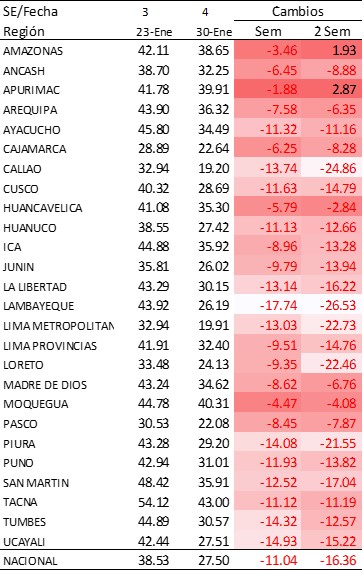 SE/Fecha 3 4 Cambios
Región 23-Ene 30-Ene Sem 2 Sem
AMAZONAS 42.11 38.65 -3.46 1.93
ANCASH 38.70 32.25 -6.45 -8.88
APURIMAC 41.78 39.91 -1.88 2.87
AREQUIPA 43.90 36.32 -7.58 -6.35
AYACUCHO 45.80 34.49 -11.32 -11.16
CAJAMARCA 28.89 22.64 -6.25 -8.28
CALLAO 32.94 19.20 -13.74 -24.86
CUSCO 40.32 28.69 -11.63 -14.79
HUANCAVELICA 41.08 35.30 -5.79 -2.84
HUANUCO 38.55 27.42 -11.13 -12.66
ICA 44.88 35.92 -8.96 -13.28
JUNIN 35.81 26.02 -9.79 -13.94
LA LIBERTAD 43.29 30.15 -13.14 -16.22
LAMBAYEQUE 43.92 26.19 -17.74 -26.53
LIMA METROPOLITAN 32.94 19.91 -13.03 -22.73
LIMA PROVINCIAS 41.91 32.40 -9.51 -14.76
LORETO 33.48 24.13 -9.35 -22.46
MADRE DE DIOS 43.24 34.62 -8.62 -6.76
MOQUEGUA 44.78 40.31 -4.47 -4.08
PASCO 30.53 22.08 -8.45 -7.87
PIURA 43.28 29.20 -14.08 -21.55
PUNO 42.94 31.01 -11.93 -13.82
SAN MARTIN 48.42 35.91 -12.52 -17.04
TACNA 54.12 43.00 -11.12 -11.19
TUMBES 44.89 30.57 -14.32 -12.57
UCAYALI 42.44 27.51 -14.93 -15.22
NACIONAL 38.53 27.50 -11.04 -16.36